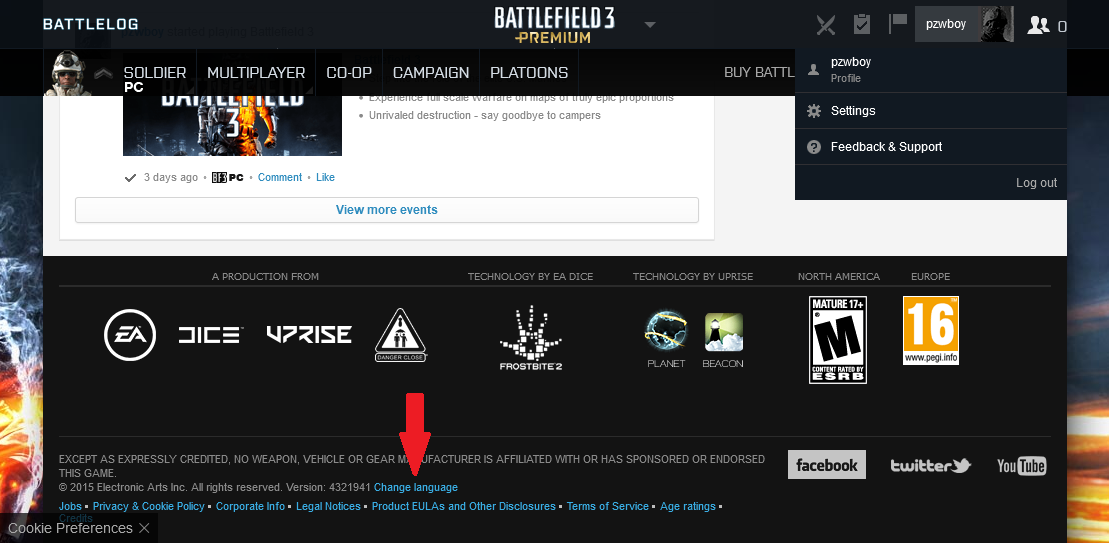 BATTLELOG
BATTLEFIELD 3
PREMIUM
pzwboy
0
pzwboy started playing Battlefield 3
SOLDIER
PC
MULTIPLAYER
CO-OP
CAMPAIGN
PLATOONS
BUY BATTL
pzwboy
Profile
Settings
Feedback & Support
Log out
BATTLEFIELD
3
Experience full scale Warfare on maps of truly epic proportions
Unrivaled destruction - say goodbye to campers
3 days ago • BF3 PC • Comment • Like
View more events
A PRODUCTION FROM
TECHNOLOGY BY EA DICE
TECHNOLOGY BY UPRISE
NORTH AMERICA
EUROPE
EA
DICE
UPRISE
DANGER CLOSE
FROSTBITE 2
PLANET
BEACON
MATURE 17+
M
CONTENT RATED BY
ESRB
16
www.pegi.info
EXCEPT AS EXPRESSLY CREDITED, NO WEAPON, VEHICLE OR GEAR MANUFACTURER IS AFFILIATED WITH OR HAS SPONSORED OR ENDORSED
THIS GAME.
© 2015 Electronic Arts Inc. All rights reserved. Version: 4321941 Change language
facebook
twitter
YouTube
Jobs ▪ Privacy & Cookie Policy ▪ Corporate Info ▪ Legal Notices ▪ Product EULAs and Other Disclosures ▪ Terms of Service ▪ Age ratings ▪
Credits
Cookie Preferences